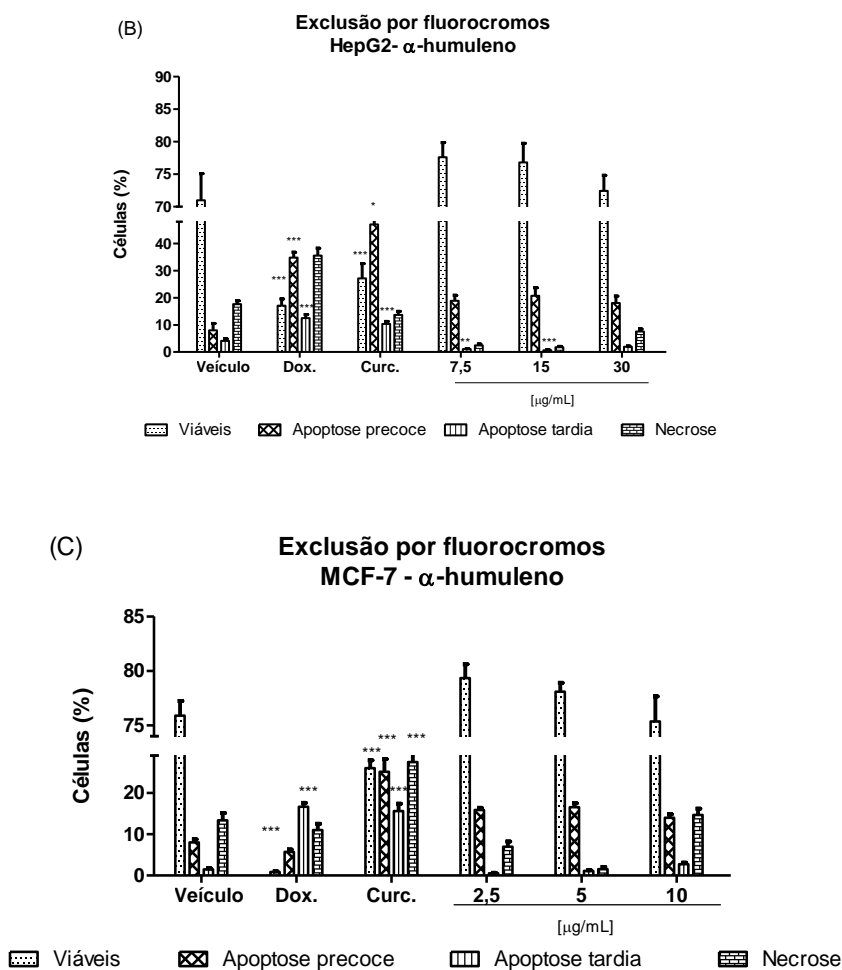 (B)
Exclusão por fluorocromos
HepG2- α-humuleno
90
80
70
40
30
20
10
0
Células (%)
*
***
***
***
***
***
**
***
Veículo Dox. Curc. 7,5 15 30
[µg/mL]
Viáveis Apoptose precoce Apoptose tardia Necrose
(C)
Exclusão por fluorocromos
MCF-7 - α-humuleno
85
80
75
20
10
0
Células (%)
***
***
***
***
***
***
Veículo Dox. Curc. 2,5 5 10
[µg/mL]
Viáveis Apoptose precoce Apoptose tardia Necrose